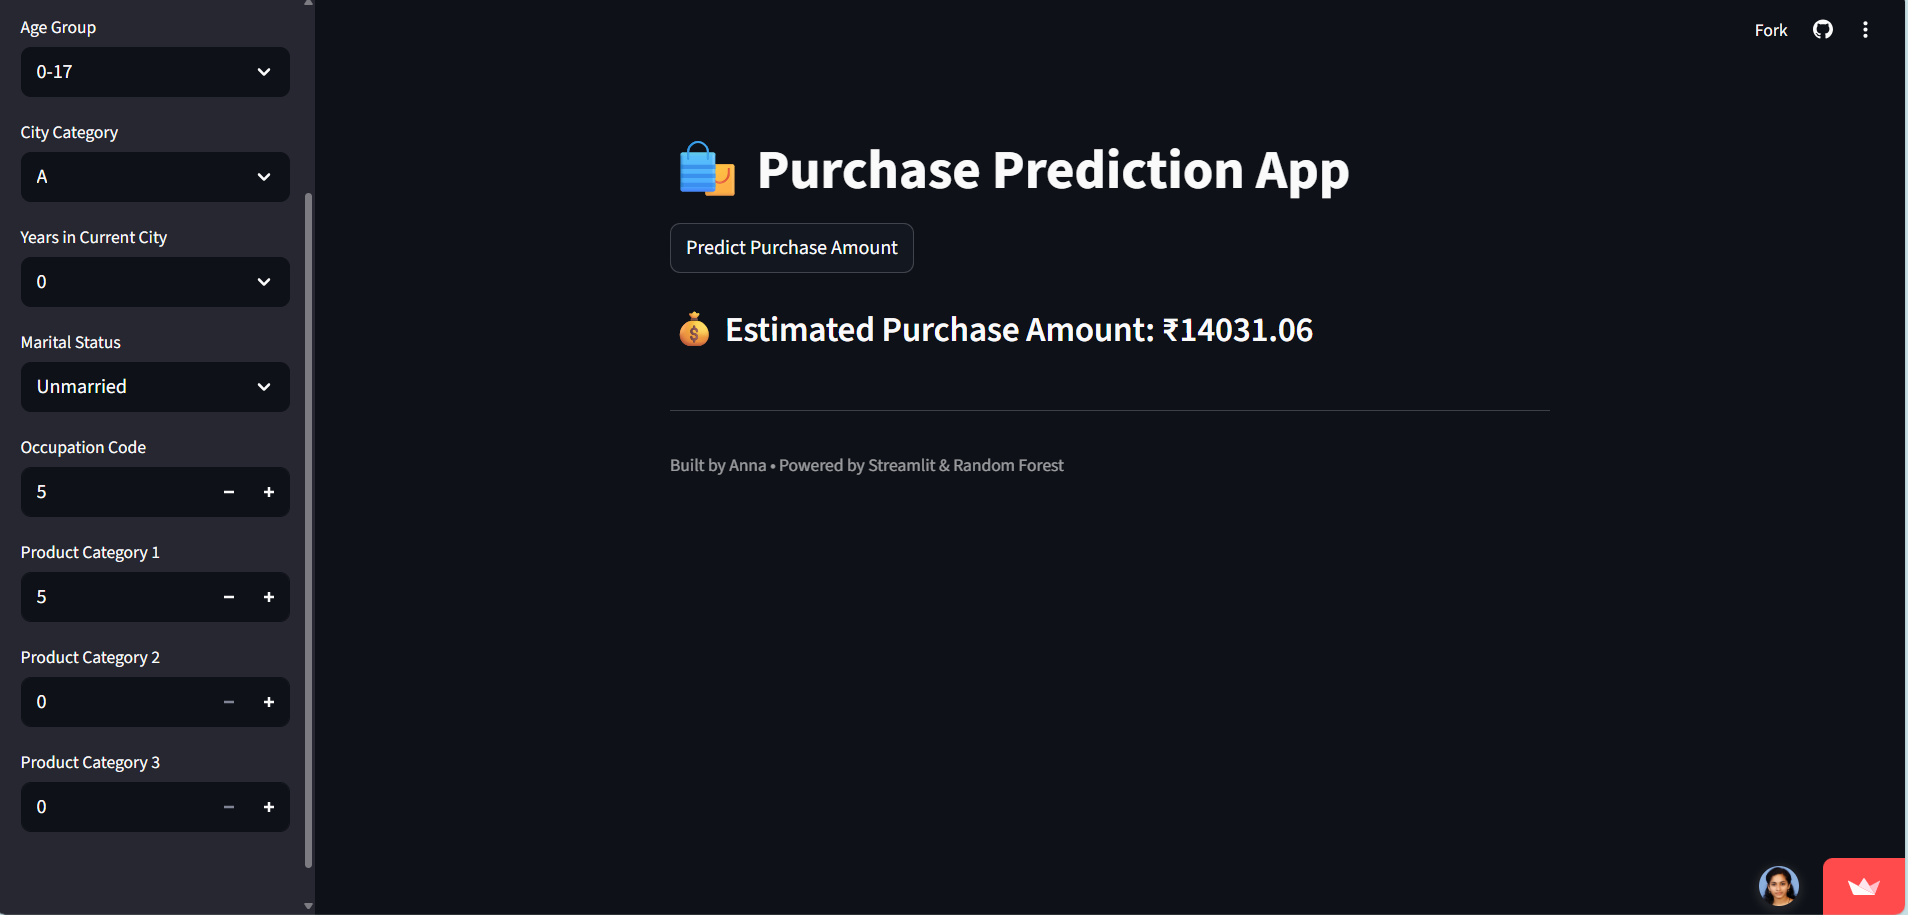 Age Group
0-17
City Category
A
Years in Current City
0
Marital Status
Unmarried
Occupation Code
5
Product Category 1
5
Product Category 2
0
Product Category 3
0
Fork
Purchase Prediction App
Predict Purchase Amount
Estimated Purchase Amount: ₹14031.06
Built by Anna • Powered by Streamlit & Random Forest